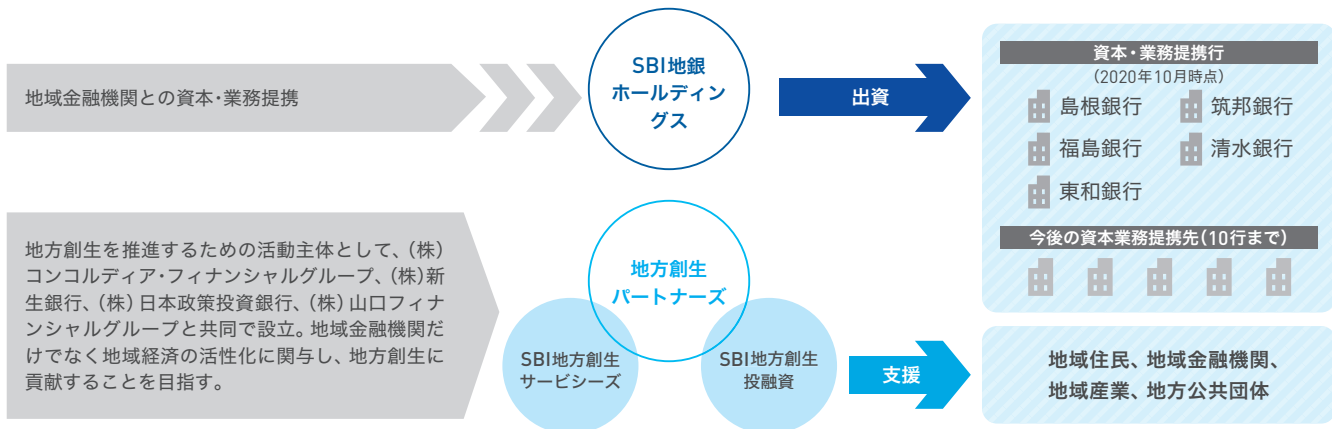 地域金融機関との資本・業務提携
SBI地銀
ホールディン
グス
出資
資本・業務提携行
(2020年10月時点)
島根銀行
筑邦銀行
福島銀行
清水銀行
東和銀行
今後の資本業務提携先(10行まで)
地方創生を推進するための活動主体として、(株)
コンコルディア・フィナンシャルグループ、(株)新
生銀行、(株)日本政策投資銀行、(株)山口フィナ
ンシャルグループと共同で設立。地域金融機関だ
けでなく地域経済の活性化に関与し、地方創生に
貢献することを目指す。
地方創生
パートナーズ
SBI地方創生
サービシーズ
SBI地方創生
投融資
支援
地域住民、地域金融機関、
地域産業、地方公共団体